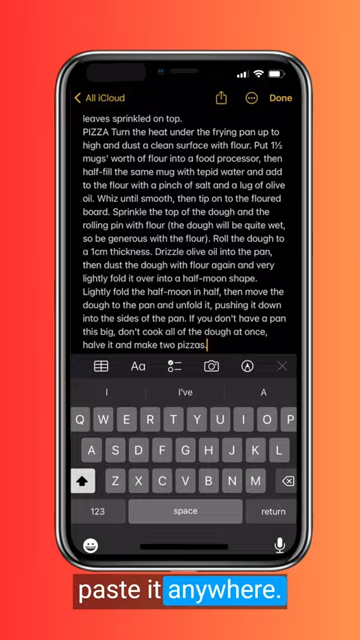 All iCloud
Done
leaves sprinkled on top.
PIZZA Turn the heat under the frying pan up to
high and dust a clean surface with flour. Put 1½
mugs' worth of flour into a food processor, then
half-fill the same mug with tepid water and add
to the flour with a pinch of salt and a lug of olive
oil. Whiz until smooth, then tip on to the floured
board. Sprinkle the top of the dough and the
rolling pin with flour (the dough will be quite wet,
so be generous with the flour). Roll the dough to
a 1cm thickness. Drizzle olive oil into the pan,
then dust the dough with flour again and very
lightly fold it over into a half-moon shape.
Lightly fold the half-moon in half, then move the
dough to the pan and unfold it, pushing it down
into the sides of the pan. If you don't have a pan
this big, don't cook all of the dough at once,
halve it and make two pizzas.
Aa
I I've A
Q W E R T Y U I O P
A S D F G H J K L
Z X C V B N M
123 space return
paste it anywhere.